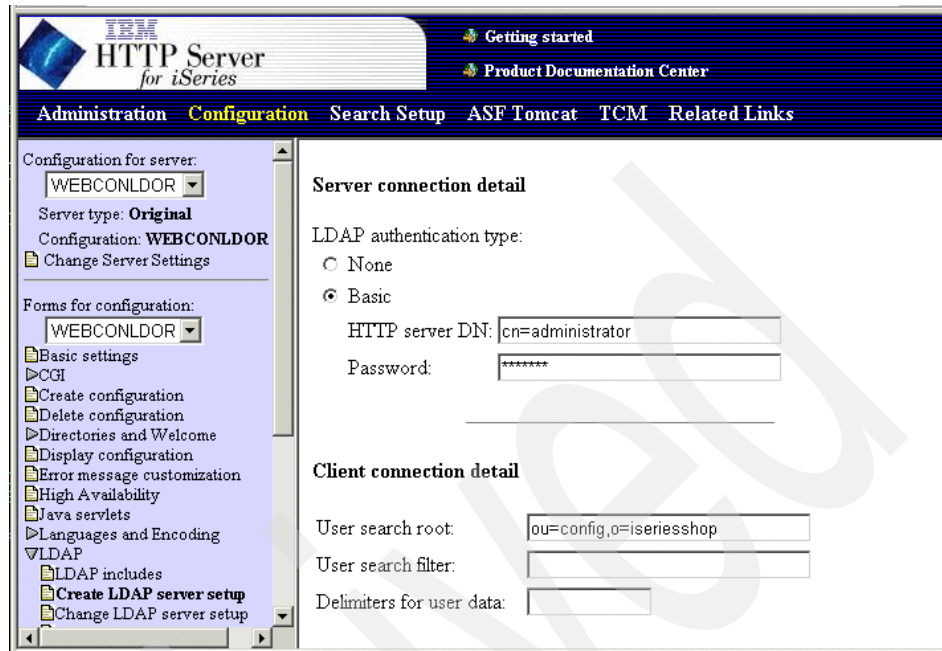 IBM
HTTP Server
for iSeries
Getting started
Product Documentation Center
Administration Configuration Search Setup ASF Tomcat TCM Related Links
Configuration for server:
WEBCONLDOR
Server type: Original
Configuration: WEBCONLDOR
Change Server Settings
Forms for configuration:
WEBCONLDOR
Basic settings
CGI
Create configuration
Delete configuration
Directories and Welcome
Display configuration
Error message customization
High Availability
Java servlets
Languages and Encoding
LDAP
LDAP includes
Create LDAP server setup
Change LDAP server setup
Server connection detail
LDAP authentication type:
None
Basic
HTTP server DN: cn=administrator
Password: *******
Client connection detail
User search root: ou=config,o=iseriesshop
User search filter:
Delimiters for user data: